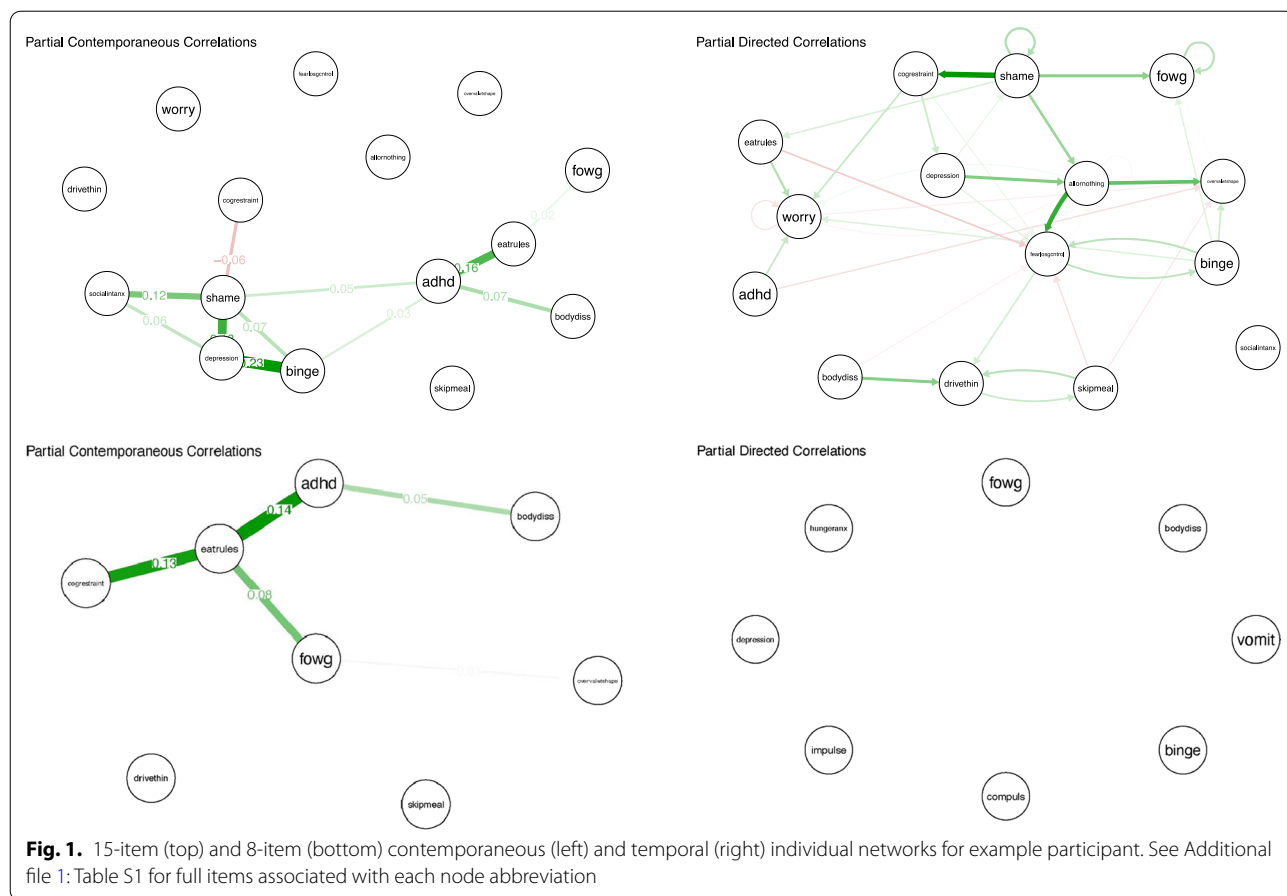 Partial Contemporaneous Correlations
fearlosgcntrol
worry
overvalietshape
allornothing
fowg
drivethin
cogrestraint
0.02
eatrules
-0.06
0.16
adhd
socialintanx
0.12
shame
0.05
0.07
bodydiss
0.06
0.07
0.03
depression
0.23
binge
skipmeal
Partial Directed Correlations
cogrestraint
shame
fowg
eatrules
depression
allornothing
overvalietshape
worry
fearlosgcntrol
binge
adhd
socialintanx
bodydiss
drivethin
skipmeal
Partial Contemporaneous Correlations
adhd
0.05
bodydiss
0.14
eatrules
0.13
cogrestraint
0.08
fowg
overvalietshape
drivethin
skipmeal
Partial Directed Correlations
fowg
hungeranx
bodydiss
depression
vomit
impulse
binge
compuls
Fig. 1. 15-item (top) and 8-item (bottom) contemporaneous (left) and temporal (right) individual networks for example participant. See Additional
file 1: Table S1 for full items associated with each node abbreviation